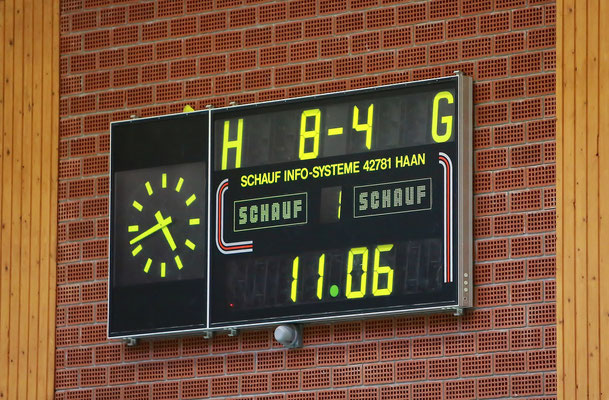 H 8-4 G
SCHAUF INFO-SYSTEME 42781 HAAN
SCHAUF 1 SCHAUF
11.06